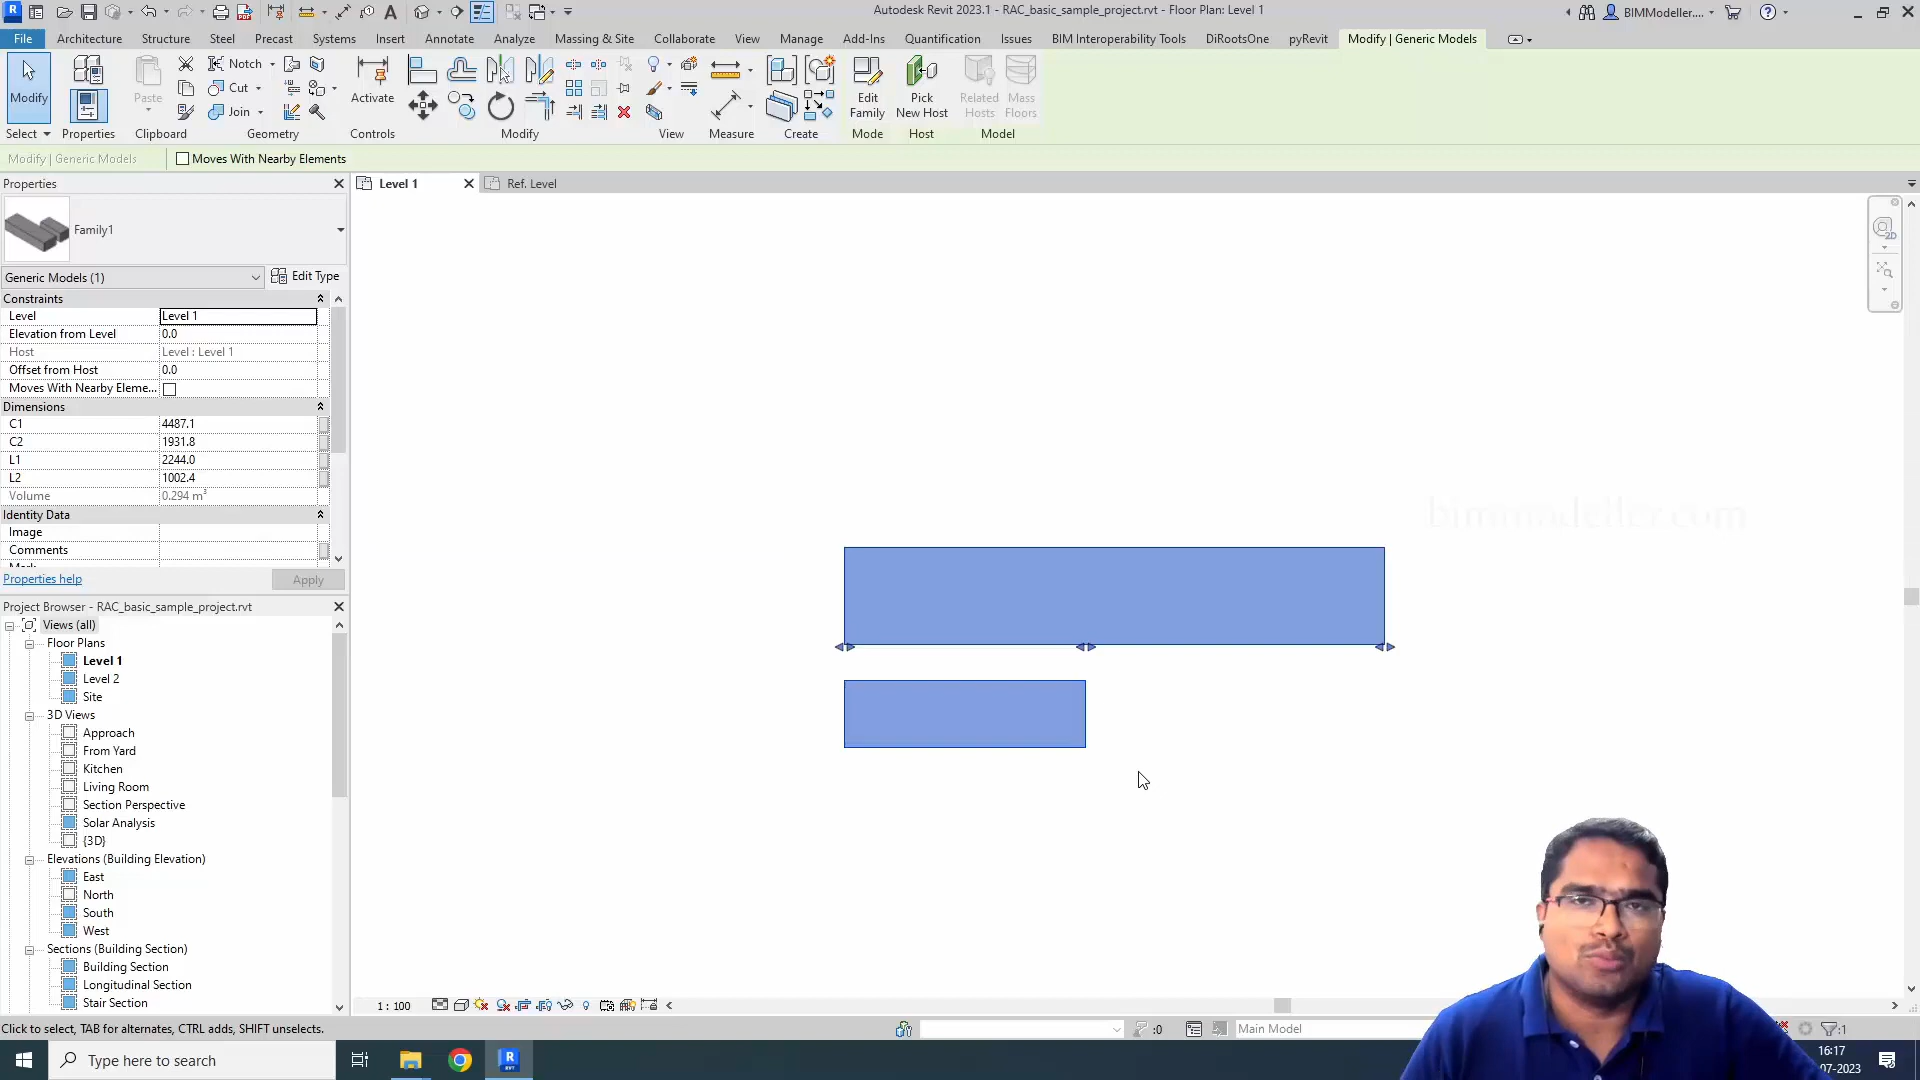 Autodesk Revit 2023.1 - RAC_basic_sample_project.rvt - Floor Plan: Level 1
BIMModeller....
File Architecture Structure Steel Precast Systems Insert Annotate Analyze Massing & Site Collaborate View Manage Add-Ins Quantification Issues BIM Interoperability Tools DiRootsOne pyRevit Modify | Generic Models
Notch
Cut
Join
Modify
Paste
Activate
Edit Family
Pick New Host
Related Hosts
Mass Floors
Select Properties Clipboard Geometry Controls Modify View Measure Create Mode Host Model
Modify | Generic Models Moves With Nearby Elements
Properties
Level 1 Ref. Level
Family1
Generic Models (1) Edit Type
Constraints
Level Level 1
Elevation from Level 0.0
Host Level : Level 1
Offset from Host 0.0
Moves With Nearby Eleme...
Dimensions
C1 4487.1
C2 1931.8
L1 2244.0
L2 1002.4
Volume 0.294 m³
Identity Data
Image
Comments
Properties help Apply
Project Browser - RAC_basic_sample_project.rvt
Views (all)
Floor Plans
Level 1
Level 2
Site
3D Views
Approach
From Yard
Kitchen
Living Room
Section Perspective
Solar Analysis
{3D}
Elevations (Building Elevation)
East
North
South
West
Sections (Building Section)
Building Section
Longitudinal Section
Stair Section
bimmodeller.com
2D
1 : 100
Click to select, TAB for alternates, CTRL adds, SHIFT unselects.
:0
Main Model
:1
Type here to search
16:17
07-2023